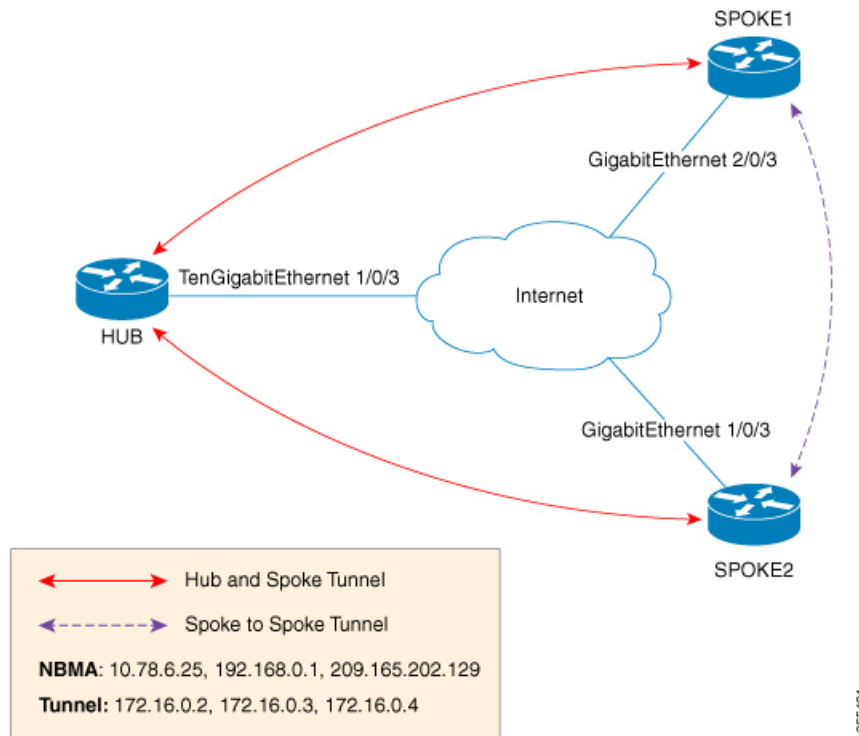 SPOKE1
GigabitEthernet 2/0/3
TenGigabitEthernet 1/0/3
Internet
HUB
GigabitEthernet 1/0/3
SPOKE2
Hub and Spoke Tunnel
Spoke to Spoke Tunnel
NBMA: 10.78.6.25, 192.168.0.1, 209.165.202.129
Tunnel: 172.16.0.2, 172.16.0.3, 172.16.0.4